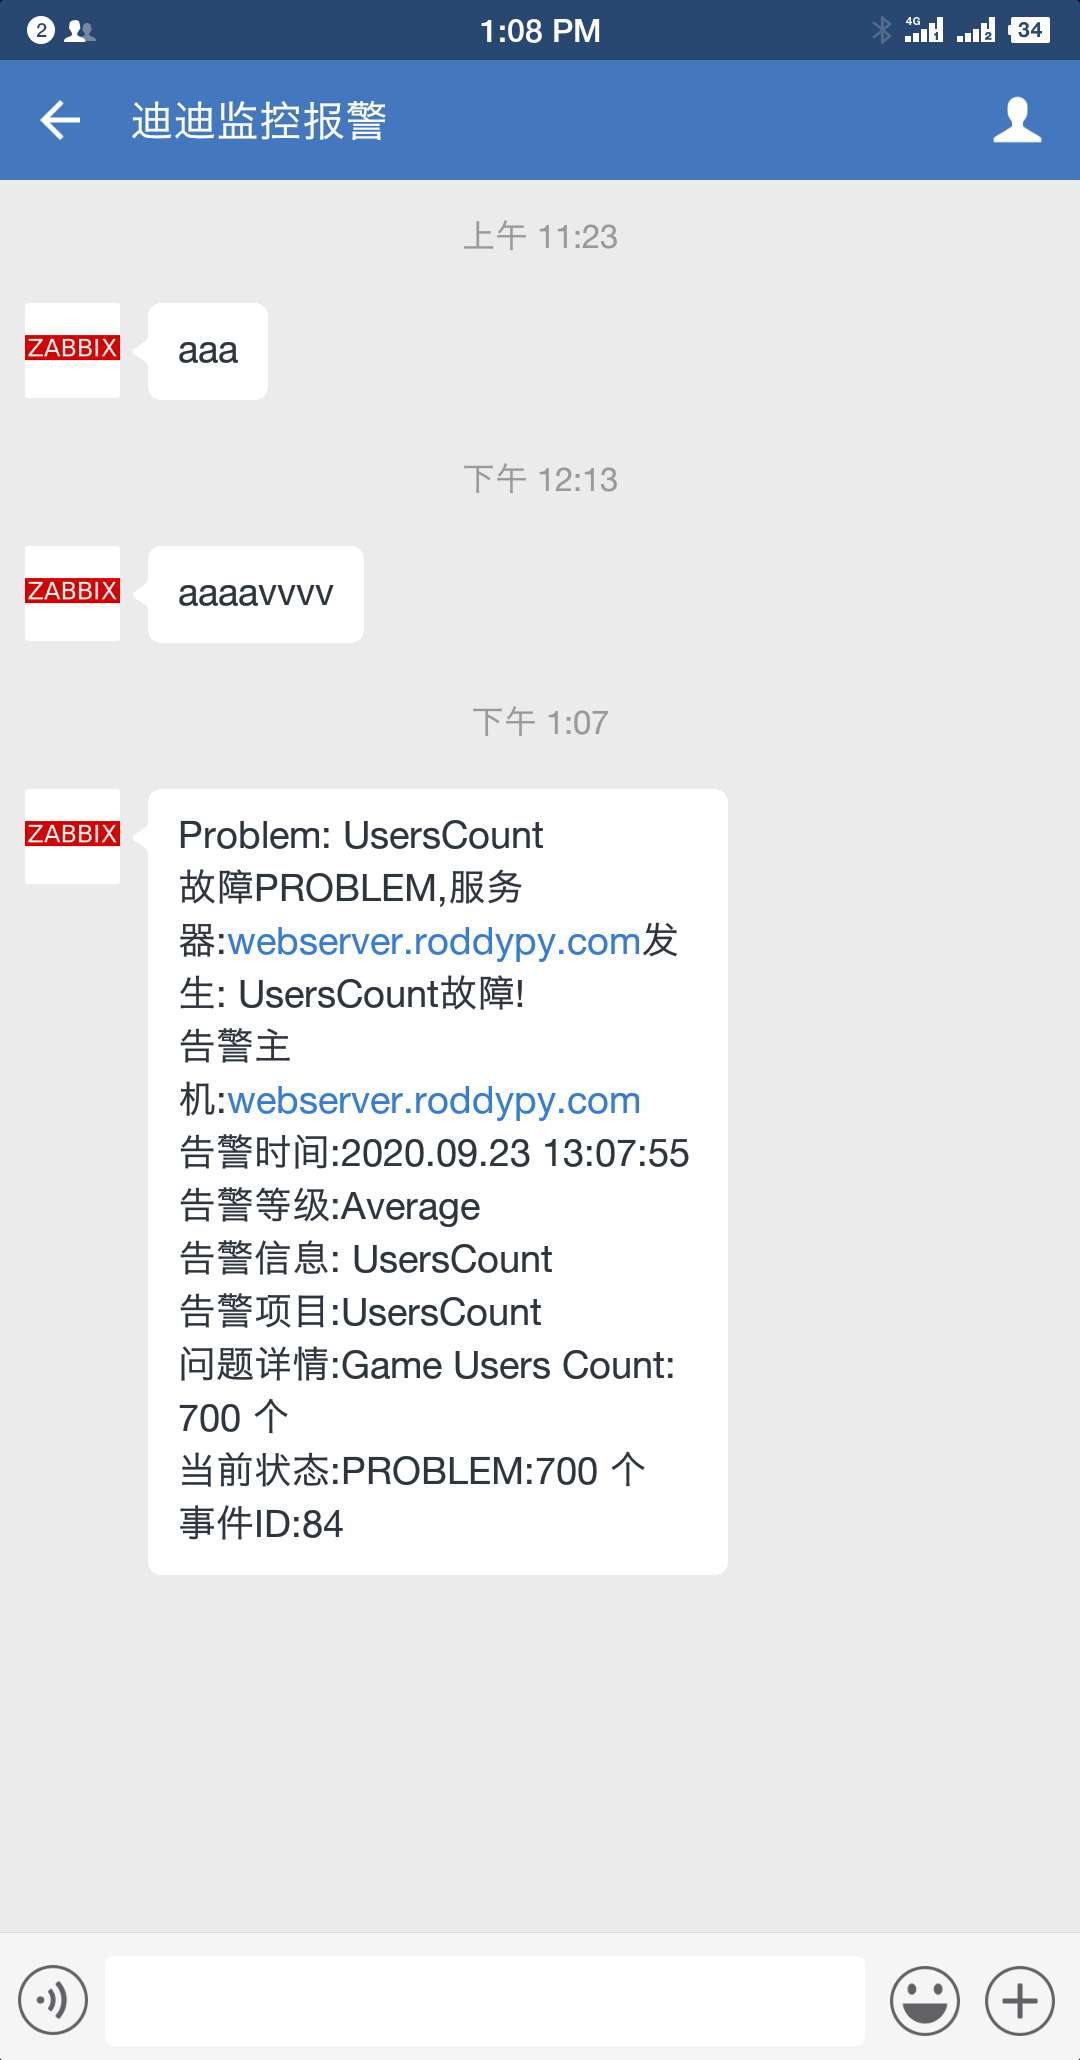 2
1:08 PM
4G
1
2
34
迪迪监控报警
上午 11:23
ZABBIX
aaa
下午 12:13
ZABBIX
aaaavvvv
下午 1:07
ZABBIX
Problem: UsersCount
故障PROBLEM,服务
器:webserver.roddypy.com发
生: UsersCount故障!
告警主
机:webserver.roddypy.com
告警时间:2020.09.23 13:07:55
告警等级:Average
告警信息: UsersCount
告警项目:UsersCount
问题详情:Game Users Count:
700 个
当前状态:PROBLEM:700 个
事件ID:84